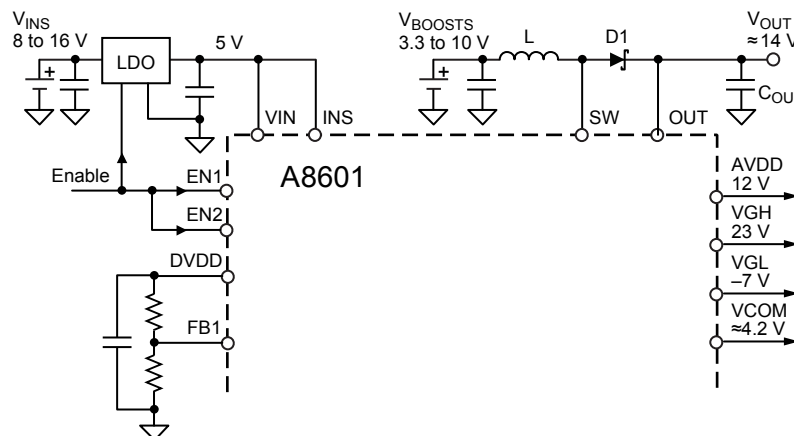 VINS
8 to 16 V
LDO
5 V
VBOOSTS
3.3 to 10 V
L
D1
VOUT
≈14 V
COU
VIN
INS
SW
OUT
Enable
EN1
EN2
A8601
DVDD
FB1
AVDD
12 V
VGH
23 V
VGL
–7 V
VCOM
≈4.2 V